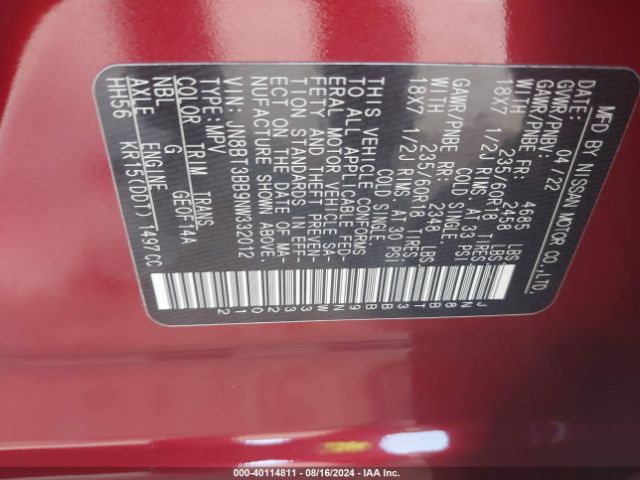 MFD BY NISSAN MOTOR CO.,LTD.
DATE: 04/22
GVWR/PNBV: 4685 LBS
GAWR/PNBE FR: 2458 LBS
WITH 235/60R18 TIRES
18X7 1/2J RIMS, AT 33 PSI
COLD SINGLE
GAWR/PNBE RR: 2348 LBS
WITH 235/60R18 TIRES
18X7 1/2J RIMS, AT 30 PSI
COLD SINGLE
THIS VEHICLE CONFORMS
TO ALL APPLICABLE FED-
ERAL MOTOR VEHICLE SA-
FETY AND THEFT PREVEN-
TION STANDARDS IN EFF-
ECT ON THE DATE OF MA-
NUFACTURE SHOWN ABOVE.
VIN: JN8BT3BB9NW332012
TYPE: MPV
COLOR TRIM TRANS
NBL G GE0F14A
AXLE ENGINE
HH56 KR15(DDT) 1497CC
JN8BT3BB9NW332012
000-40114811 - 08/16/2024 - IAA Inc.